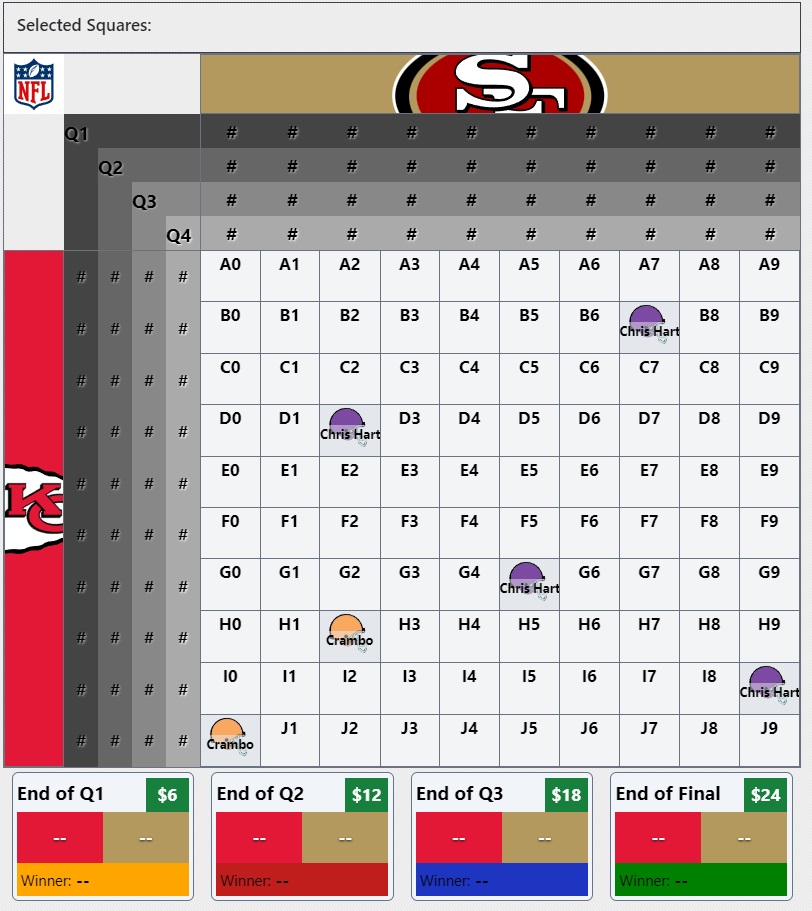 Selected Squares:
NFL
SF
Q1 # # # # # # # # # #
Q2 # # # # # # # # # #
Q3 # # # # # # # # # #
Q4 # # # # # # # # # #
# # # # A0 A1 A2 A3 A4 A5 A6 A7 A8 A9
# # # # B0 B1 B2 B3 B4 B5 B6 Chris Hart B8 B9
# # # # C0 C1 C2 C3 C4 C5 C6 C7 C8 C9
# # # # D0 D1 Chris Hart D3 D4 D5 D6 D7 D8 D9
KC # # # # E0 E1 E2 E3 E4 E5 E6 E7 E8 E9
# # # # F0 F1 F2 F3 F4 F5 F6 F7 F8 F9
# # # # G0 G1 G2 G3 G4 Chris Hart G6 G7 G8 G9
# # # # H0 H1 Crambo H3 H4 H5 H6 H7 H8 H9
# # # # I0 I1 I2 I3 I4 I5 I6 I7 I8 Chris Hart
# # # # Crambo J1 J2 J3 J4 J5 J6 J7 J8 J9
End of Q1 $6 End of Q2 $12 End of Q3 $18 End of Final $24
-- -- -- -- -- -- -- --
Winner: -- Winner: -- Winner: -- Winner: --